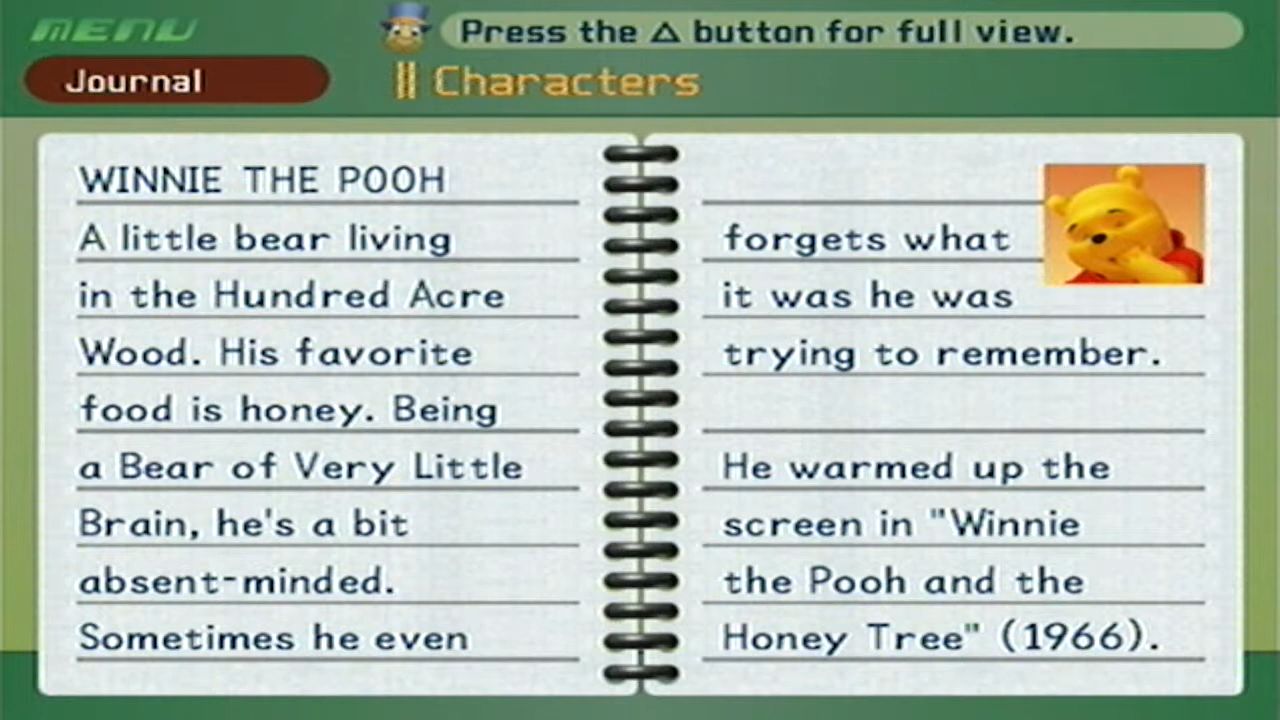 MENU
Press the △ button for full view.
Journal
Characters
WINNIE THE POOH
A little bear living
in the Hundred Acre
Wood. His favorite
food is honey. Being
a Bear of Very Little
Brain, he's a bit
absent-minded.
Sometimes he even
forgets what
it was he was
trying to remember.
He warmed up the
screen in "Winnie
the Pooh and the
Honey Tree" (1966).